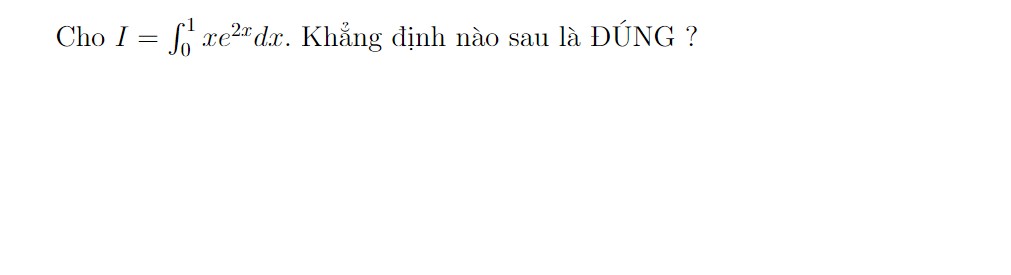 Cho $I = \int_0^1 xe^{2x}dx$. Khẳng định nào sau là ĐÚNG ?